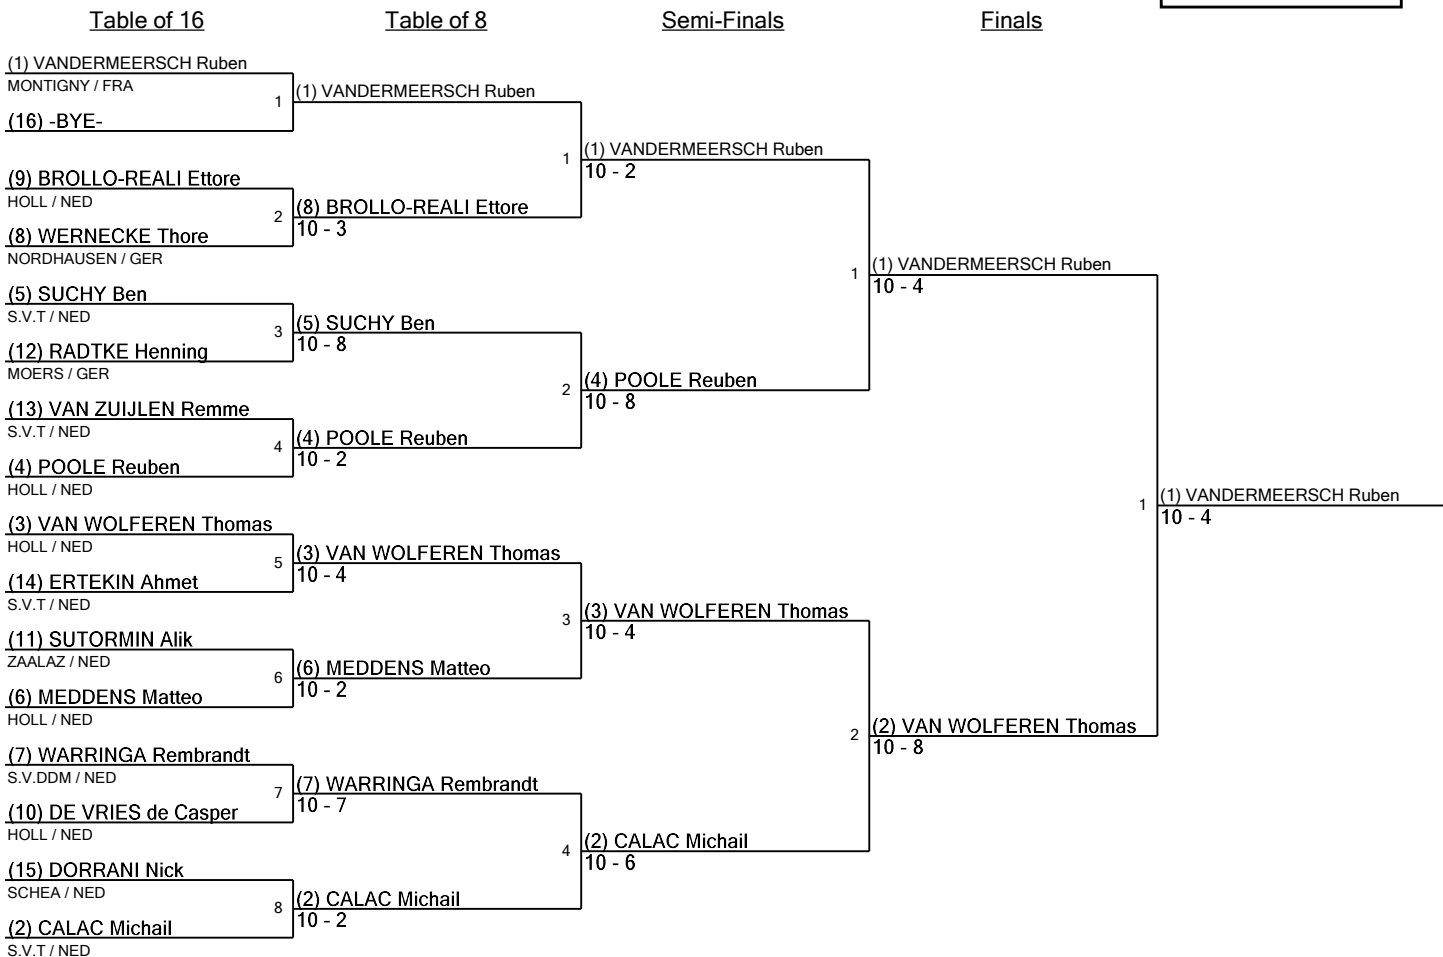 Table of 16
Table of 8
Semi-Finals
Finals
(1) VANDERMEERSCH Ruben
MONTIGNY / FRA
1
(16) -BYE-
(9) BROLLO-REALI Ettore
HOLL / NED
2
(8) WERNECKE Thore
NORDHAUSEN / GER
(5) SUCHY Ben
S.V.T / NED
3
(12) RADTKE Henning
MOERS / GER
(13) VAN ZUIJLEN Remme
S.V.T / NED
4
(4) POOLE Reuben
HOLL / NED
(3) VAN WOLFEREN Thomas
HOLL / NED
5
(14) ERTEKIN Ahmet
S.V.T / NED
(11) SUTORMIN Alik
ZAALAZ / NED
6
(6) MEDDENS Matteo
HOLL / NED
(7) WARRINGA Rembrandt
S.V.DDM / NED
7
(10) DE VRIES de Casper
HOLL / NED
(15) DORRANI Nick
SCHEA / NED
8
(2) CALAC Michail
S.V.T / NED
(1) VANDERMEERSCH Ruben
1
(8) BROLLO-REALI Ettore
10 - 3
(5) SUCHY Ben
10 - 8
2
(4) POOLE Reuben
10 - 2
(3) VAN WOLFEREN Thomas
10 - 4
3
(6) MEDDENS Matteo
10 - 2
(7) WARRINGA Rembrandt
10 - 7
4
(2) CALAC Michail
10 - 2
(1) VANDERMEERSCH Ruben
10 - 2
1
(4) POOLE Reuben
10 - 8
(3) VAN WOLFEREN Thomas
10 - 4
2
(2) CALAC Michail
10 - 6
(1) VANDERMEERSCH Ruben
10 - 4
1
(2) VAN WOLFEREN Thomas
10 - 8
(1) VANDERMEERSCH Ruben
10 - 4